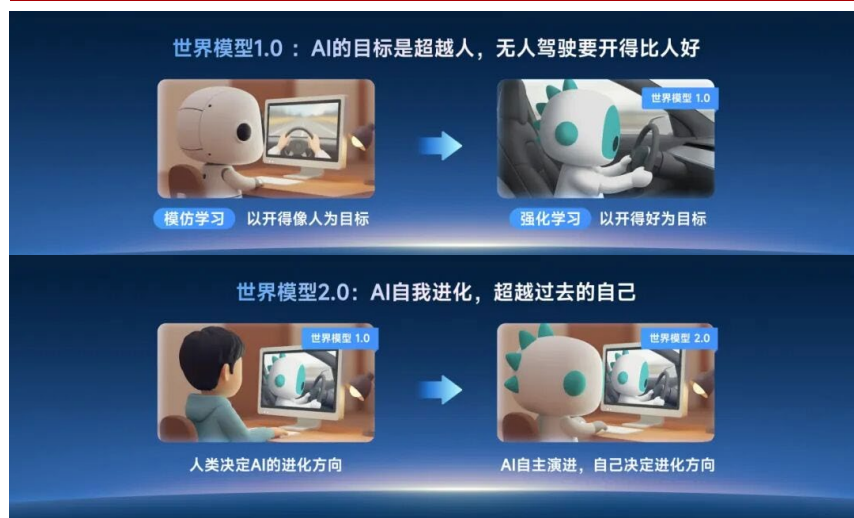 世界模型1.0 ：AI的目标是超越人，无人驾驶要开得比人好
世界模型 1.0
模仿学习 以开得像人为目标
强化学习 以开得好为目标
世界模型2.0：AI自我进化，超越过去的自己
世界模型 1.0
世界模型 2.0
人类决定AI的进化方向
AI自主演进，自己决定进化方向